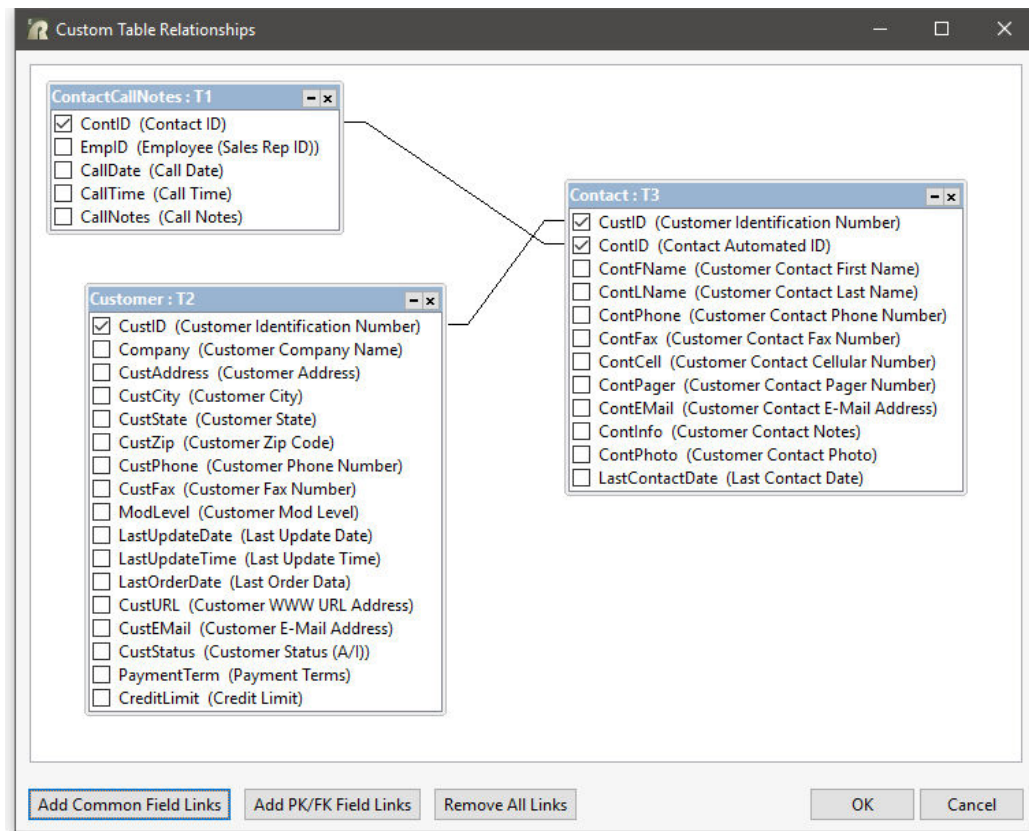 Custom Table Relationships
ContactCallNotes : T1
ContID (Contact ID)
EmpID (Employee (Sales Rep ID))
CallDate (Call Date)
CallTime (Call Time)
CallNotes (Call Notes)
Contact : T3
CustID (Customer Identification Number)
ContID (Contact Automated ID)
ContFName (Customer Contact First Name)
ContLName (Customer Contact Last Name)
ContPhone (Customer Contact Phone Number)
ContFax (Customer Contact Fax Number)
ContCell (Customer Contact Cellular Number)
ContPager (Customer Contact Pager Number)
ContEMail (Customer Contact E-Mail Address)
ContInfo (Customer Contact Notes)
ContPhoto (Customer Contact Photo)
LastContactDate (Last Contact Date)
Customer : T2
CustID (Customer Identification Number)
Company (Customer Company Name)
CustAddress (Customer Address)
CustCity (Customer City)
CustState (Customer State)
CustZip (Customer Zip Code)
CustPhone (Customer Phone Number)
CustFax (Customer Fax Number)
ModLevel (Customer Mod Level)
LastUpdateDate (Last Update Date)
LastUpdateTime (Last Update Time)
LastOrderDate (Last Order Data)
CustURL (Customer WWW URL Address)
CustEMail (Customer E-Mail Address)
CustStatus (Customer Status (A/I))
PaymentTerm (Payment Terms)
CreditLimit (Credit Limit)
Add Common Field Links
Add PK/FK Field Links
Remove All Links
OK
Cancel